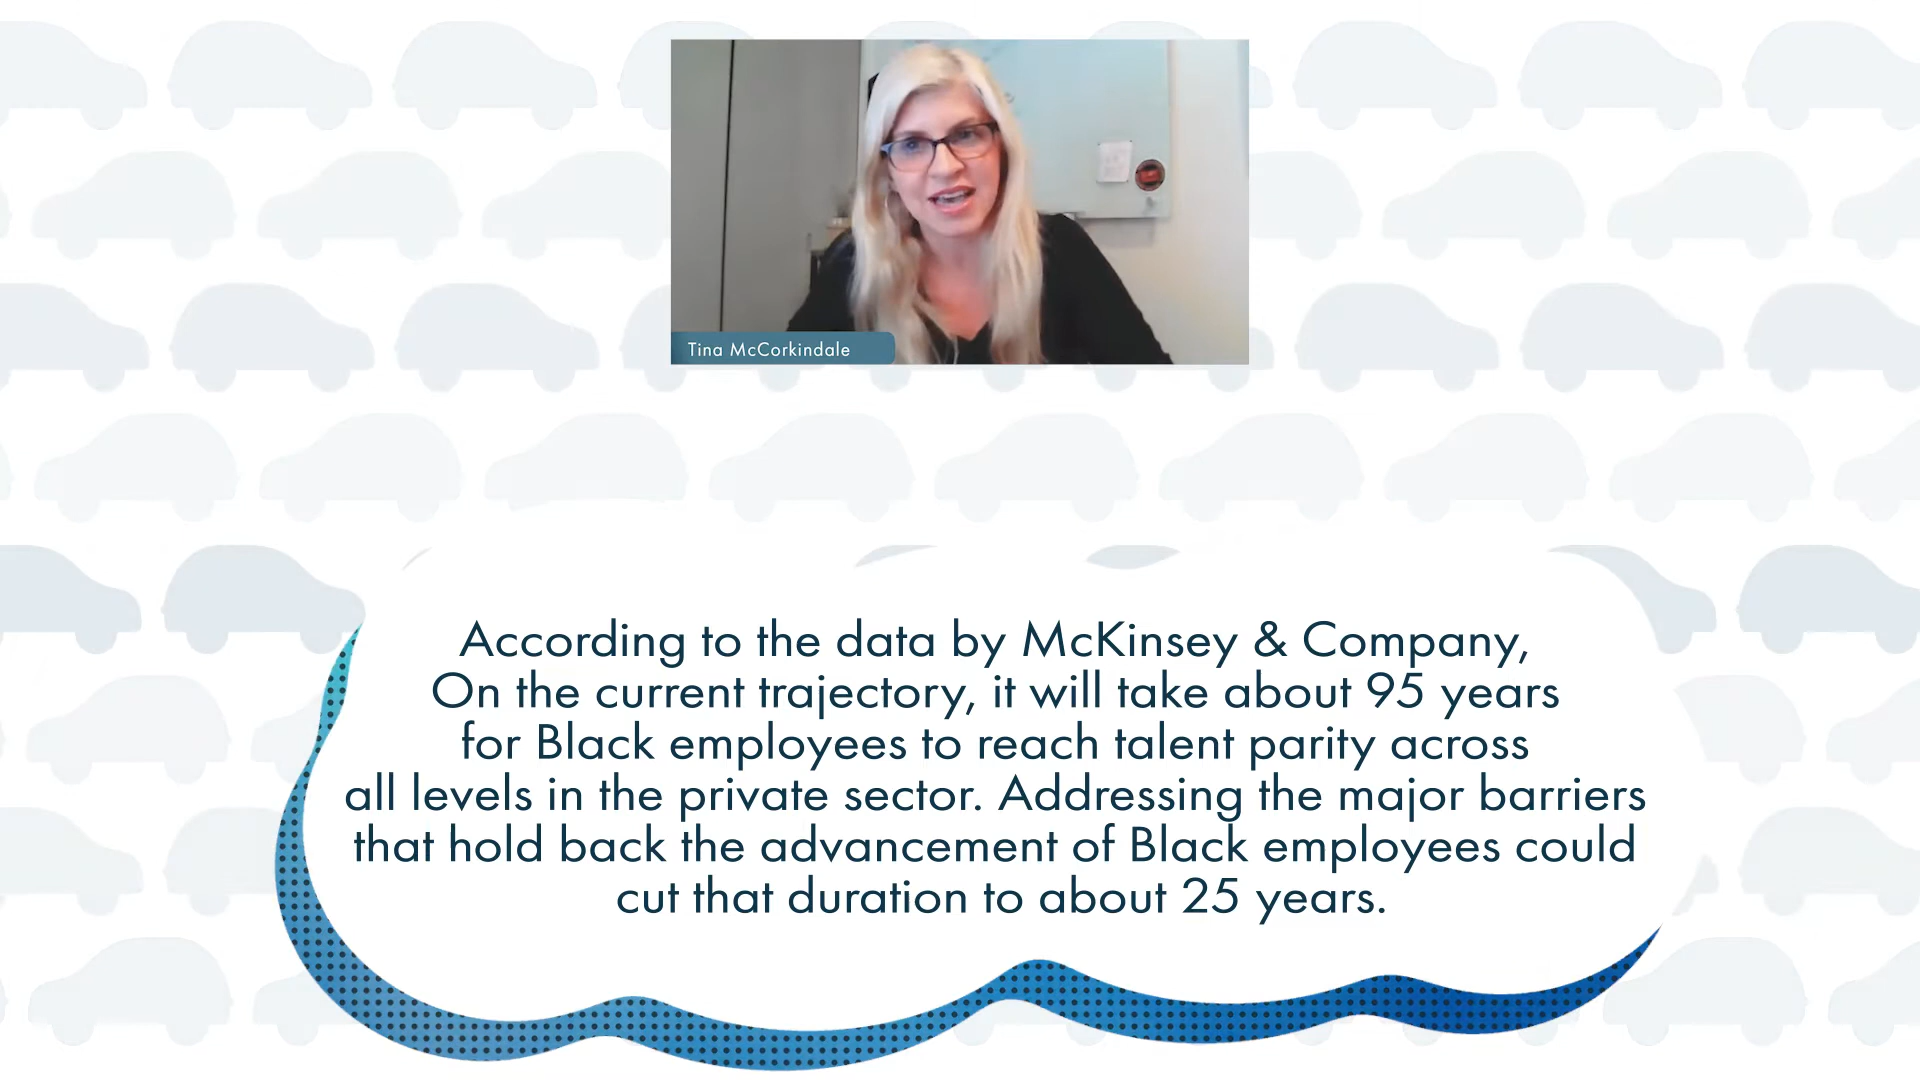 Tina McCorkindale
According to the data by McKinsey & Company,
On the current trajectory, it will take about 95 years
for Black employees to reach talent parity across
all levels in the private sector. Addressing the major barriers
that hold back the advancement of Black employees could
cut that duration to about 25 years.